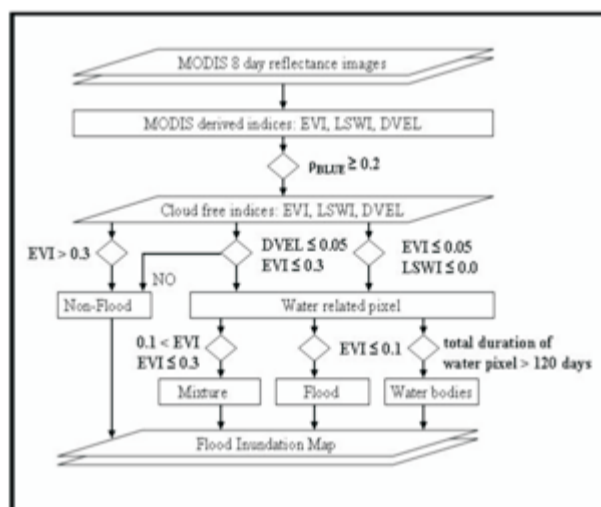 MODIS 8 day reflectance images
MODIS derived indices: EVI, LSWI, DVEL
ρBLUE ≥ 0.2
Cloud free indices: EVI, LSWI, DVEL
EVI > 0.3
DVEL ≤ 0.05
EVI ≤ 0.3
EVI ≤ 0.05
LSWI ≤ 0.0
NO
Non-Flood
Water related pixel
0.1 < EVI
EVI ≤ 0.3
EVI ≤ 0.1
total duration of
water pixel > 120 days
Mixture
Flood
Water bodies
Flood Inundation Map